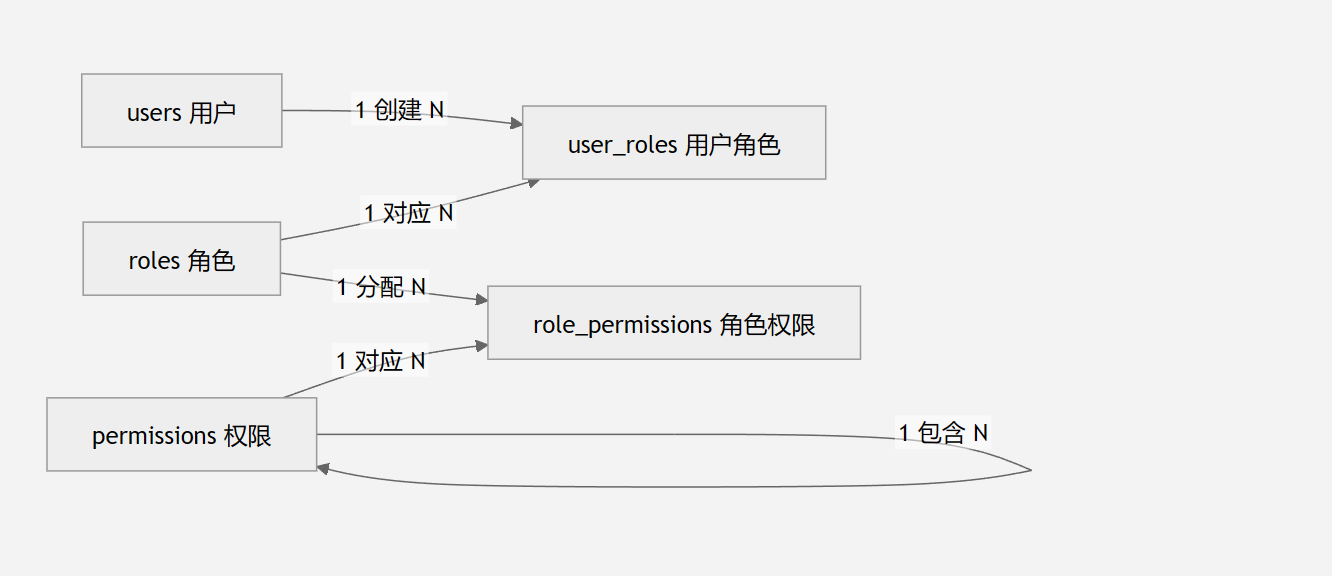 users 用户
1 创建 N
user_roles 用户角色
1 对应 N
roles 角色
1 分配 N
role_permissions 角色权限
1 对应 N
permissions 权限
1 包含 N